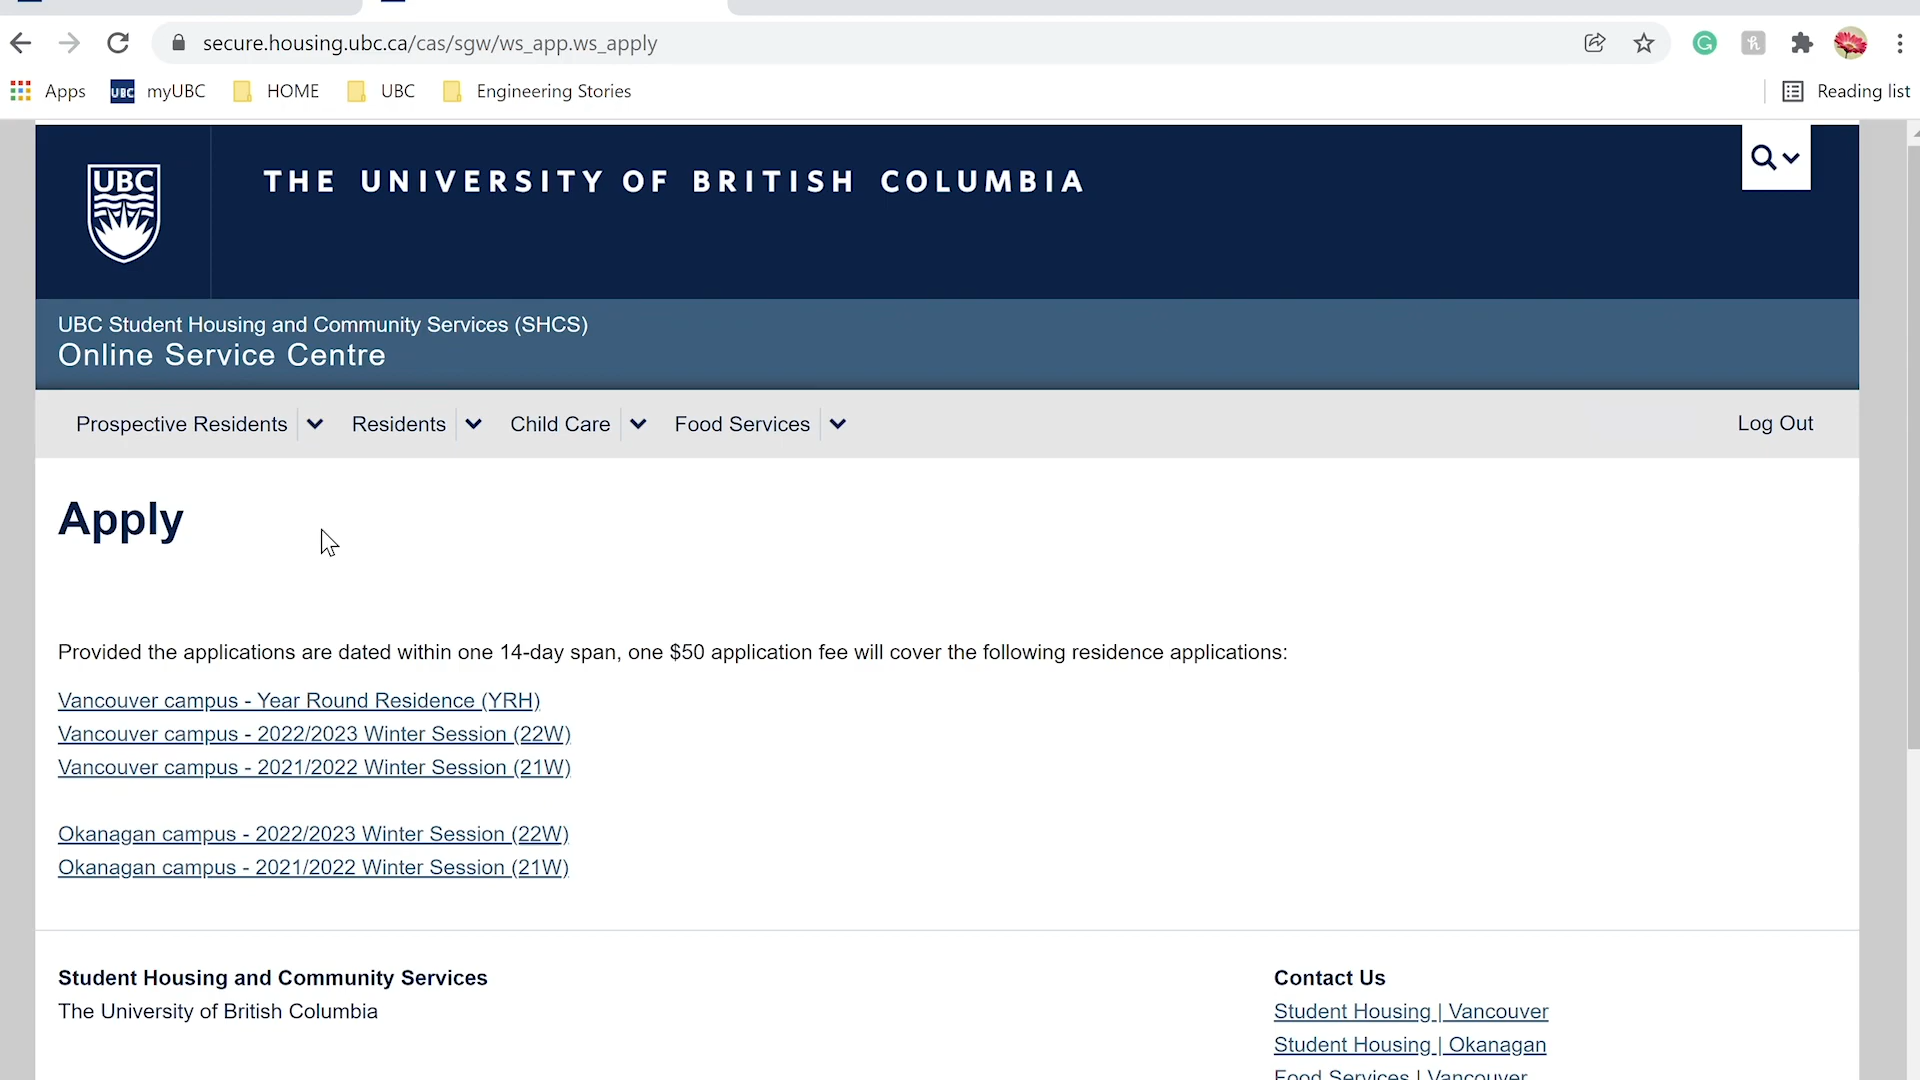 secure.housing.ubc.ca/cas/sgw/ws_app.ws_apply
Apps
UBC
myUBC
HOME
UBC
Engineering Stories
Reading list
UBC
THE UNIVERSITY OF BRITISH COLUMBIA
UBC Student Housing and Community Services (SHCS)
Online Service Centre
Prospective Residents
Residents
Child Care
Food Services
Log Out
Apply
Provided the applications are dated within one 14-day span, one $50 application fee will cover the following residence applications:
Vancouver campus - Year Round Residence (YRH)
Vancouver campus - 2022/2023 Winter Session (22W)
Vancouver campus - 2021/2022 Winter Session (21W)
Okanagan campus - 2022/2023 Winter Session (22W)
Okanagan campus - 2021/2022 Winter Session (21W)
Student Housing and Community Services
The University of British Columbia
Contact Us
Student Housing | Vancouver
Student Housing | Okanagan
Food Services | Vancouver